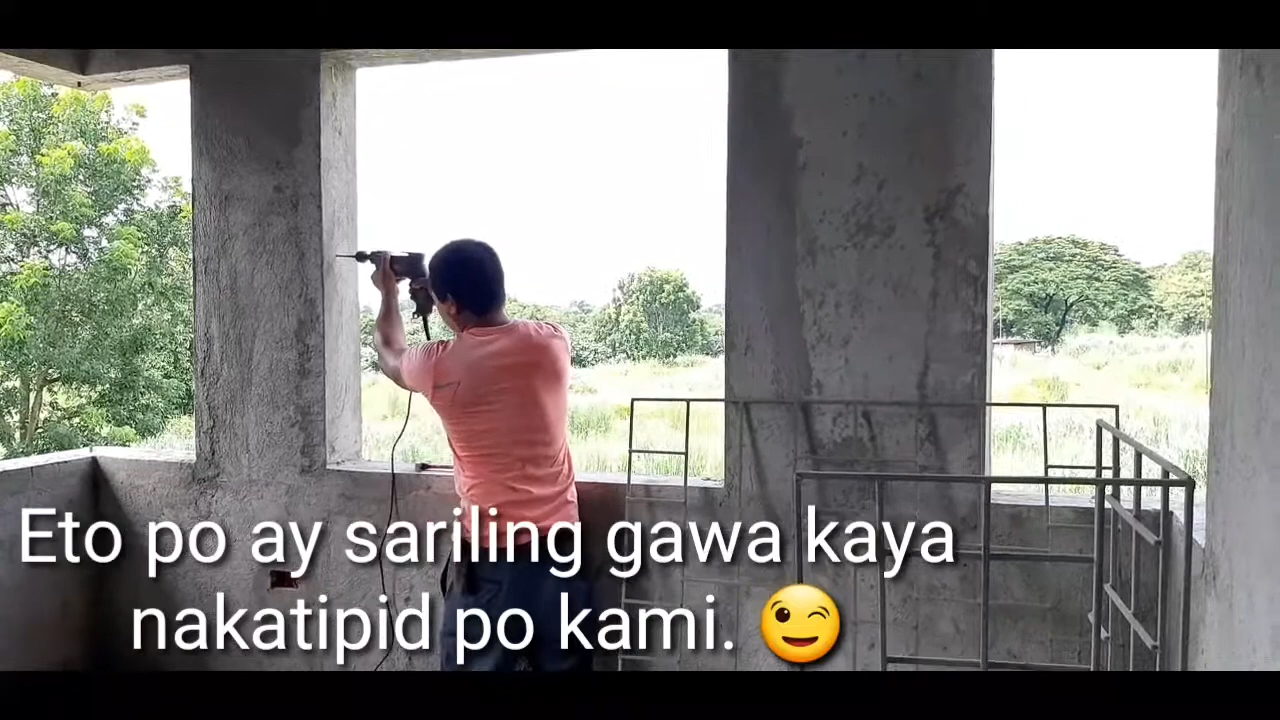 Eto po ay sariling gawa kaya
nakatipid po kami. 😉